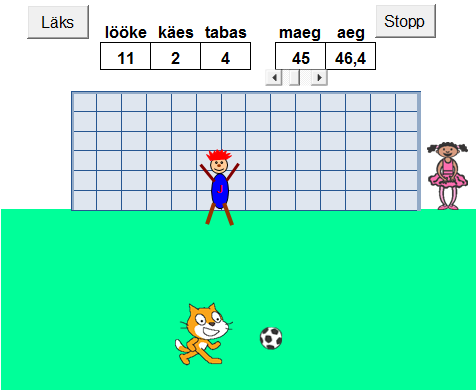 Läks
Stopp
lööke käes tabas
maeg aeg
11 2 4
45 46,4
J